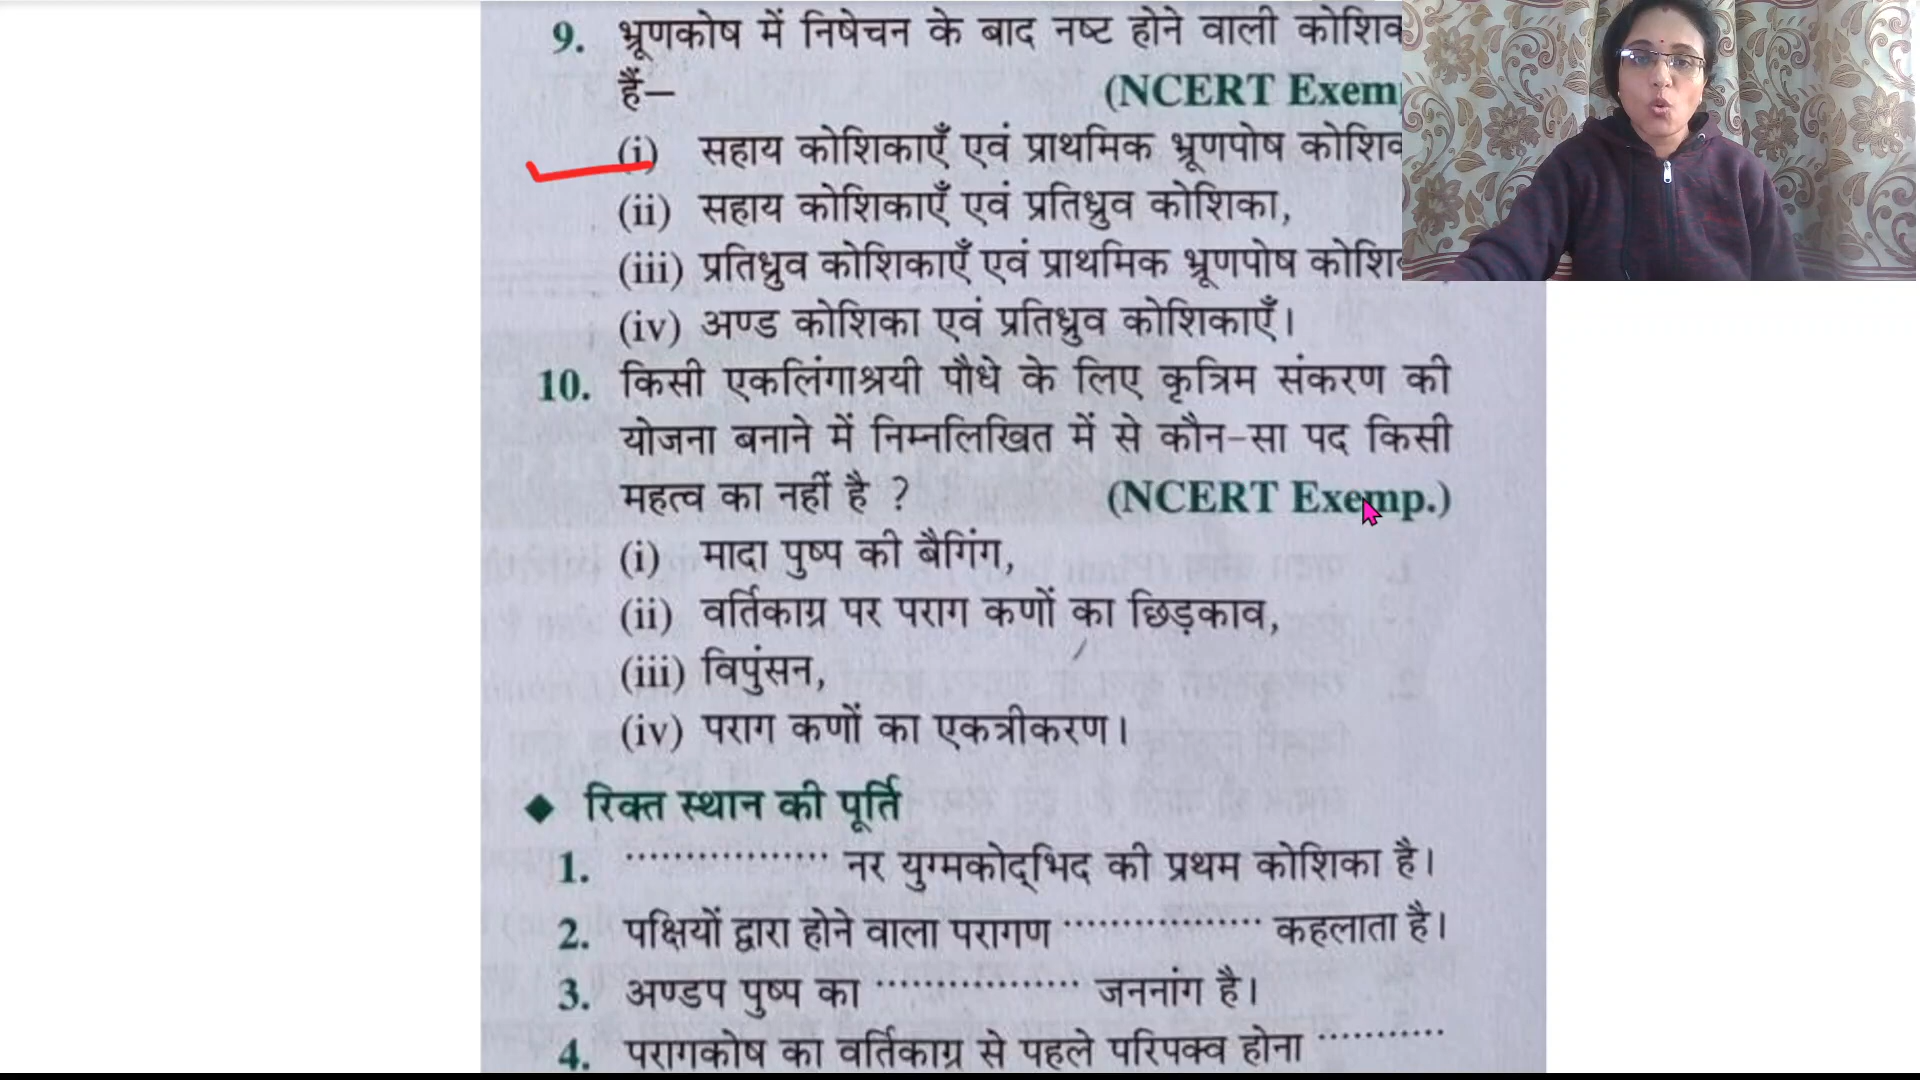 9. भ्रूणकोष में निषेचन के बाद नष्ट होने वाली
हैं– (NCERT
(i) सहाय कोशिकाएँ एवं प्राथमिक भ्रूणपोष
(ii) सहाय कोशिकाएँ एवं प्रतिध्रुव कोशिका,
(iii) प्रतिध्रुव कोशिकाएँ एवं प्राथमिक भ्रूणपोष
(iv) अण्ड कोशिका एवं प्रतिध्रुव कोशिकाएँ।
10. किसी एकलिंगाश्रयी पौधे के लिए कृत्रिम संकरण की
योजना बनाने में निम्नलिखित में से कौन-सा पद किसी
महत्व का नहीं है ? (NCERT Exemp.)
(i) मादा पुष्प की बैगिंग,
(ii) वर्तिकाग्र पर पराग कणों का छिड़काव,
(iii) विपुंसन,
(iv) पराग कणों का एकत्रीकरण।
◆ रिक्त स्थान की पूर्ति
1. ................. नर युग्मकोद्‌भिद की प्रथम कोशिका है।
2. पक्षियों द्वारा होने वाला परागण ................. कहलाता है।
3. अण्डप पुष्प का ................. जननांग है।
4. परागकोष का वर्तिकाग्र से पहले परिपक्व होना ...........